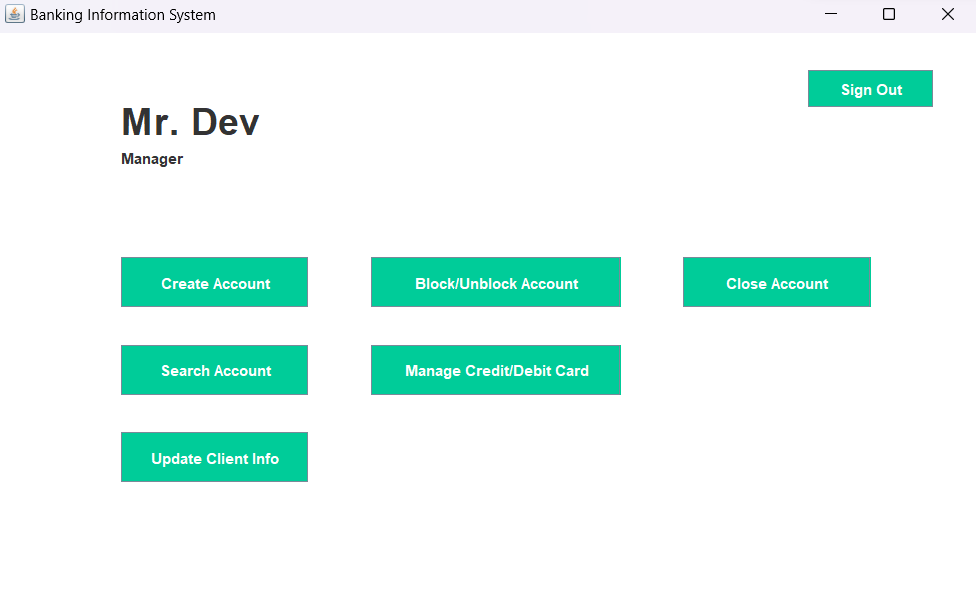 Banking Information System
Sign Out
Mr. Dev
Manager
Create Account
Block/Unblock Account
Close Account
Search Account
Manage Credit/Debit Card
Update Client Info